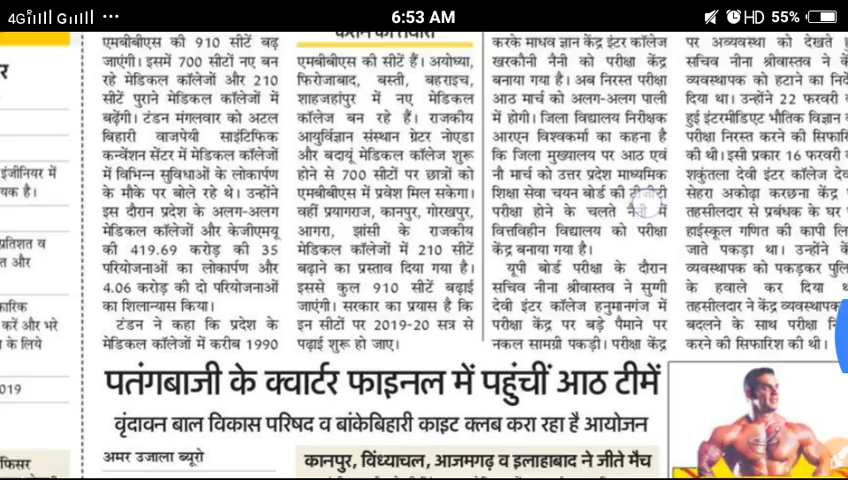 4G
6:53 AM
HD 55%
र
इंजीनियर में
यक है।
प्रतिशत व
त और
कारिक
करें और भरे
के लिये
019
फिसर
एमबीबीएस की 910 सीटें बढ़
जाएंगी। इसमें 700 सीटों नए बन
रहे मेडिकल कॉलेजों और 210
सीटें पुराने मेडिकल कॉलेजों में
बढ़ेंगी। टंडन मंगलवार को अटल
बिहारी वाजपेयी साइंटिफिक
कन्वेंशन सेंटर में मेडिकल कॉलेजों
में विभिन्न सुविधाओं के लोकार्पण
के मौके पर बोले रहे थे। उन्होंने
इस दौरान प्रदेश के अलग-अलग
मेडिकल कॉलेजों और केजीएमयू
की 419.69 करोड़ की 35
परियोजनाओं का लोकार्पण और
4.06 करोड़ की दो परियोजनाओं
का शिलान्यास किया।
टंडन ने कहा कि प्रदेश के
मेडिकल कॉलेजों में करीब 1990
एमबीबीएस की सीटें हैं। अयोध्या,
फिरोजाबाद, बस्ती, बहराइच,
शाहजहांपुर में नए मेडिकल
कॉलेज बन रहे हैं। राजकीय
आयुर्विज्ञान संस्थान ग्रेटर नोएडा
और बदायूं मेडिकल कॉलेज शुरू
होने से 700 सीटों पर छात्रों को
एमबीबीएस में प्रवेश मिल सकेगा।
वहीं प्रयागराज, कानपुर, गोरखपुर,
आगरा, झांसी के राजकीय
मेडिकल कॉलेजों में 210 सीटें
बढ़ाने का प्रस्ताव दिया गया है।
इससे कुल 910 सीटें बढ़ाई
जाएंगी। सरकार का प्रयास है कि
इन सीटों पर 2019-20 सत्र से
पढ़ाई शुरू हो जाए।
करके माधव ज्ञान केंद्र इंटर कॉलेज
खरकौनी नैनी को परीक्षा केंद्र
बनाया गया है। अब निरस्त परीक्षा
आठ मार्च को अलग-अलग पाली
में होगी। जिला विद्यालय निरीक्षक
आरएन विश्वकर्मा का कहना है
कि जिला मुख्यालय पर आठ एवं
नौ मार्च को उत्तर प्रदेश माध्यमिक
शिक्षा सेवा चयन बोर्ड की टीजीटी
परीक्षा होने के चलते नैनी में
वित्तविहीन विद्यालय को परीक्षा
केंद्र बनाया गया है।
यूपी बोर्ड परीक्षा के दौरान
सचिव नीना श्रीवास्तव ने सुग्गी
देवी इंटर कॉलेज हनुमानगंज में
परीक्षा केंद्र पर बड़े पैमाने पर
नकल सामग्री पकड़ी। परीक्षा केंद्र
पर अव्यवस्था को देखते
सचिव नीना श्रीवास्तव ने
व्यवस्थापक को हटाने का निर्दे
दिया था। उन्होंने 22 फरवरी
हुई इंटरमीडिएट भौतिक विज्ञान
परीक्षा निरस्त करने की सिफारि
की थी। इसी प्रकार 16 फरवरी
शकुंतला देवी इंटर कॉलेज देव
सेहरा अकोढ़ा करछना केंद्र
तहसीलदार से प्रबंधक के घर
हाईस्कूल गणित की कापी लि
जाते पकड़ा था। उन्होंने
व्यवस्थापक को पकड़कर पुलि
के हवाले कर दिया
तहसीलदार ने केंद्र व्यवस्थापक
बदलने के साथ परीक्षा
करने की सिफारिश की थी।
पतंगबाजी के क्वार्टर फाइनल में पहुंचीं आठ टीमें
वृंदावन बाल विकास परिषद व बांकेबिहारी काइट क्लब करा रहा है आयोजन
अमर उजाला ब्यूरो
कानपुर, विंध्याचल, आजमगढ़ व इलाहाबाद ने जीते मैच